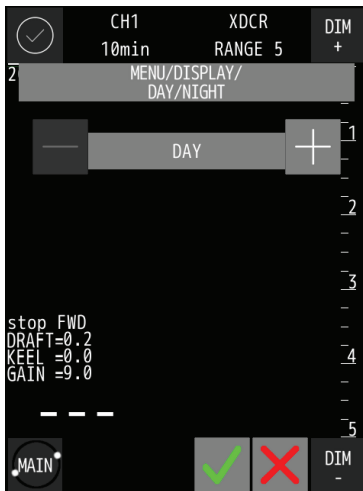 CH1 XDCR DIM
10min RANGE 5 +
2
MENU/DISPLAY/
DAY/NIGHT
1
DAY
2
3
stop FWD
DRAFT=0.2
KEEL =0.0
GAIN =9.0
4
- - -
5
MAIN DIM
-